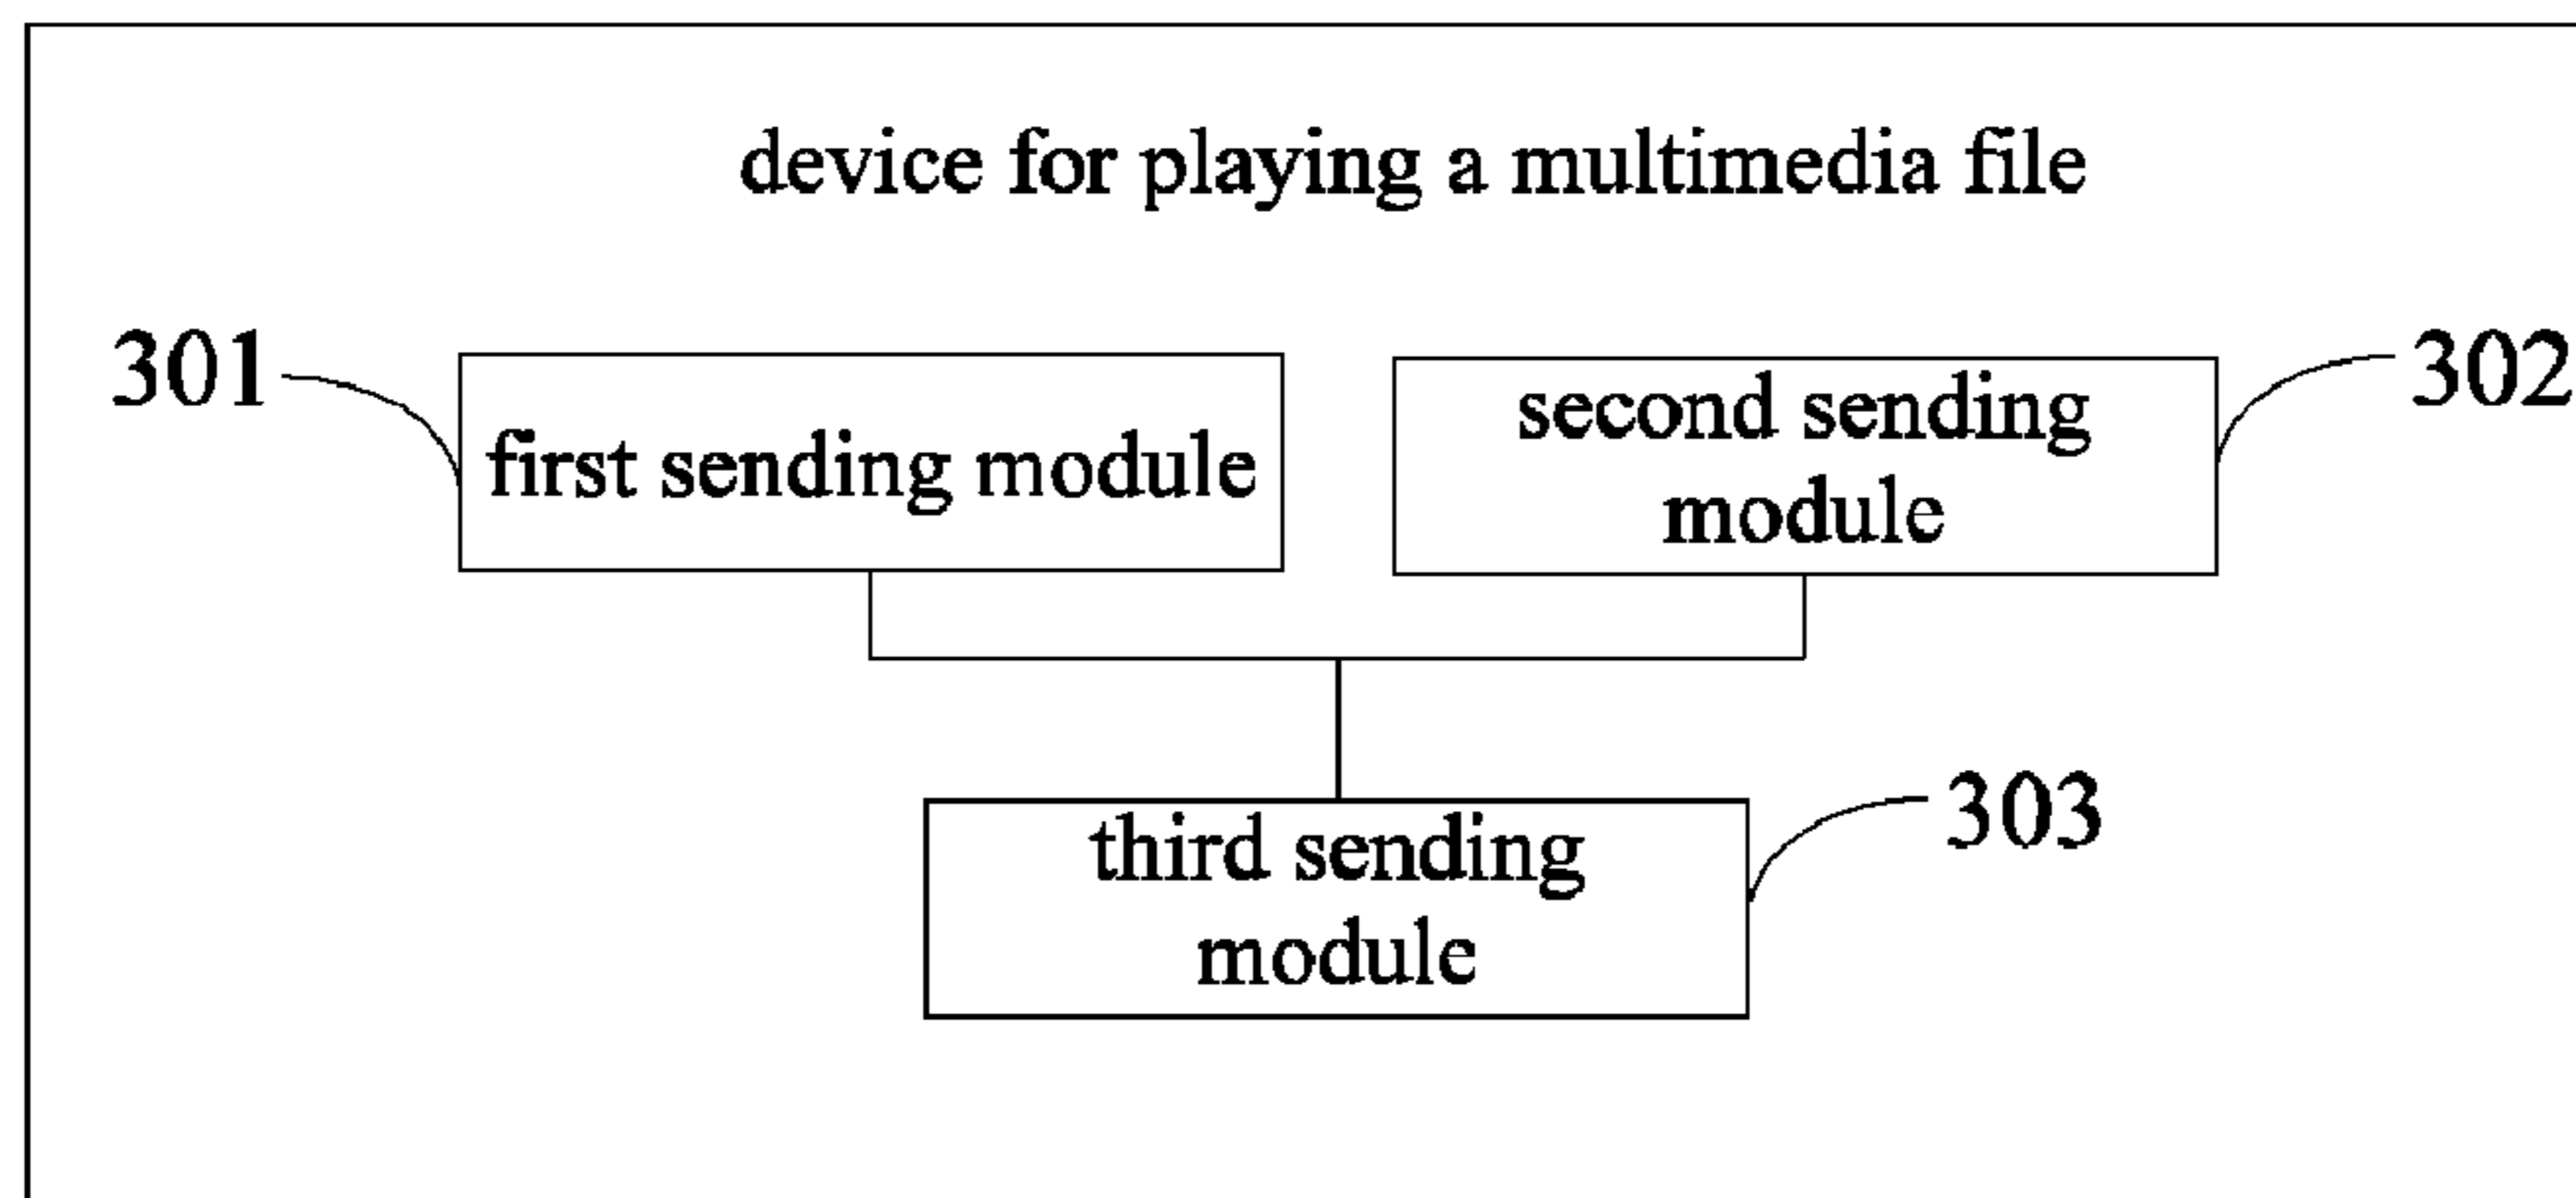 device for playing a multimedia file
301
first sending module
second sending
module
302
third sending
module
303